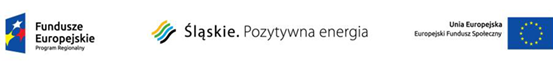 Fundusze
Europejskie
Program Regionalny
Śląskie. Pozytywna energia
Unia Europejska
Europejski Fundusz Społeczny